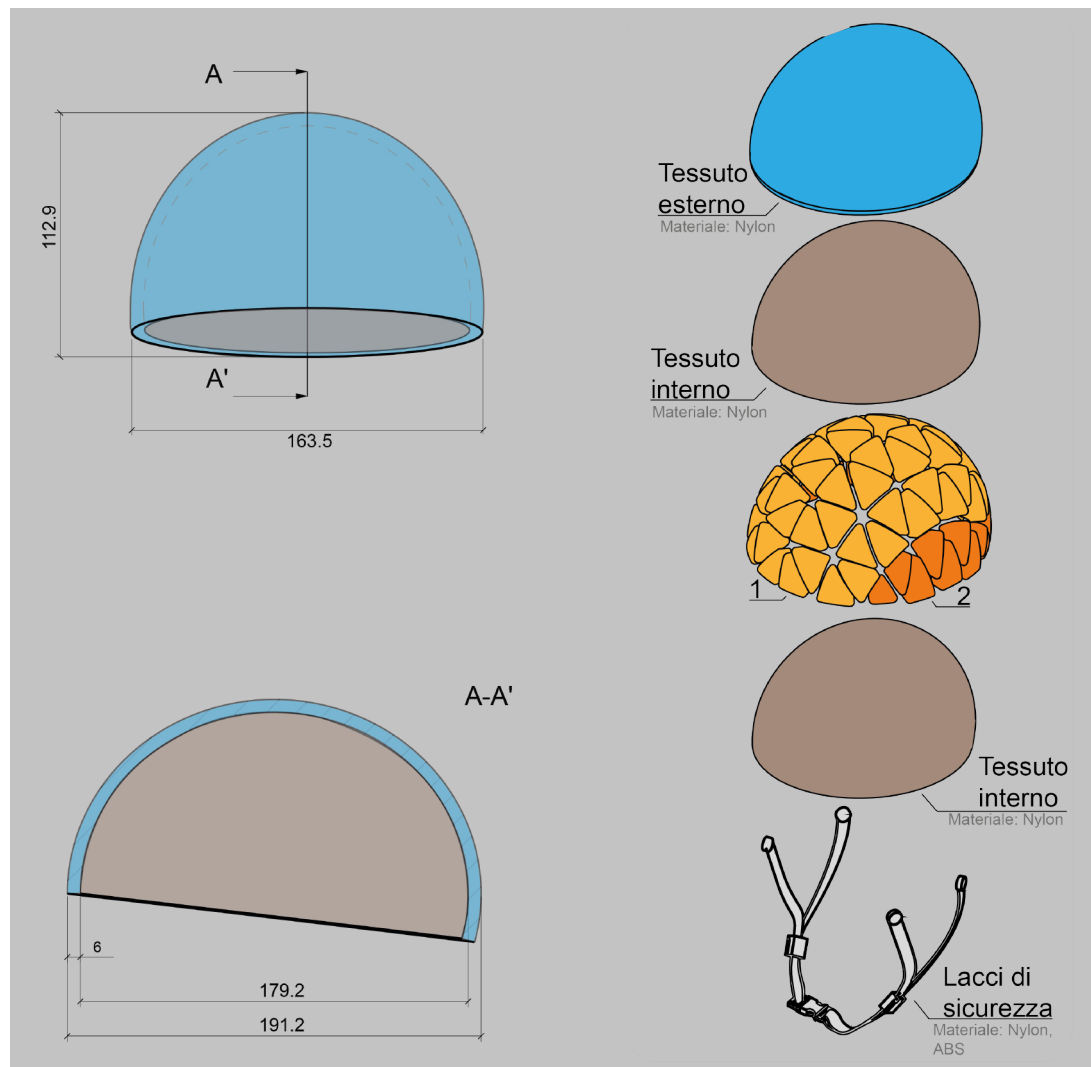 A
112.9
A'
163.5
A-A'
6
179.2
191.2
Tessuto
esterno
Materiale: Nylon
Tessuto
interno
Materiale: Nylon
1
2
Tessuto
interno
Materiale: Nylon
Lacci di
sicurezza
Materiale: Nylon,
ABS